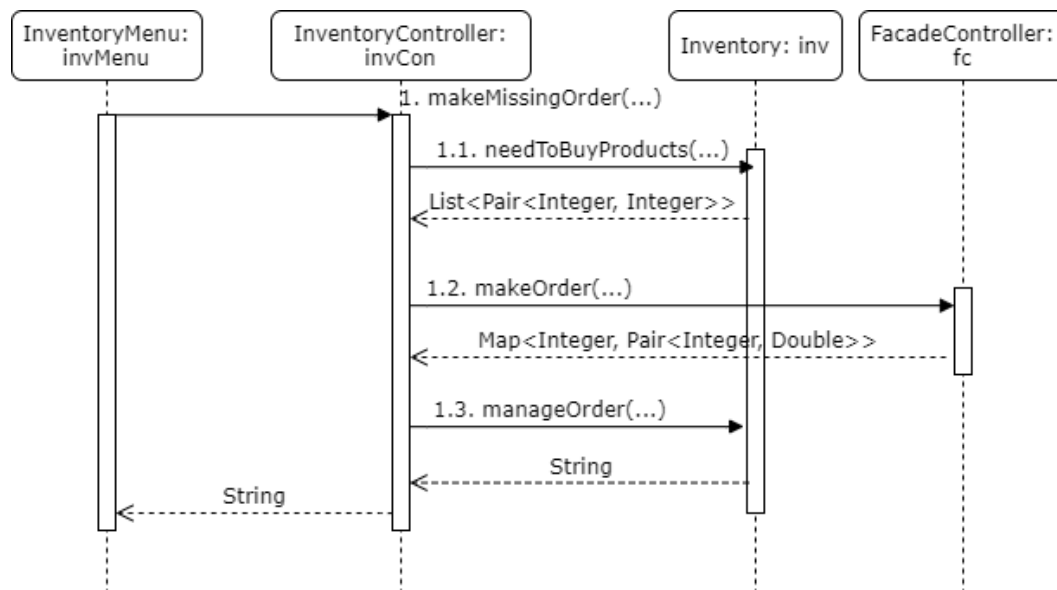 InventoryMenu:
invMenu
InventoryController:
invCon
Inventory: inv
FacadeController:
fc
1. makeMissingOrder(...)
1.1. needToBuyProducts(...)
List<Pair<Integer, Integer>>
1.2. makeOrder(...)
Map<Integer, Pair<Integer, Double>>
1.3. manageOrder(...)
String
String